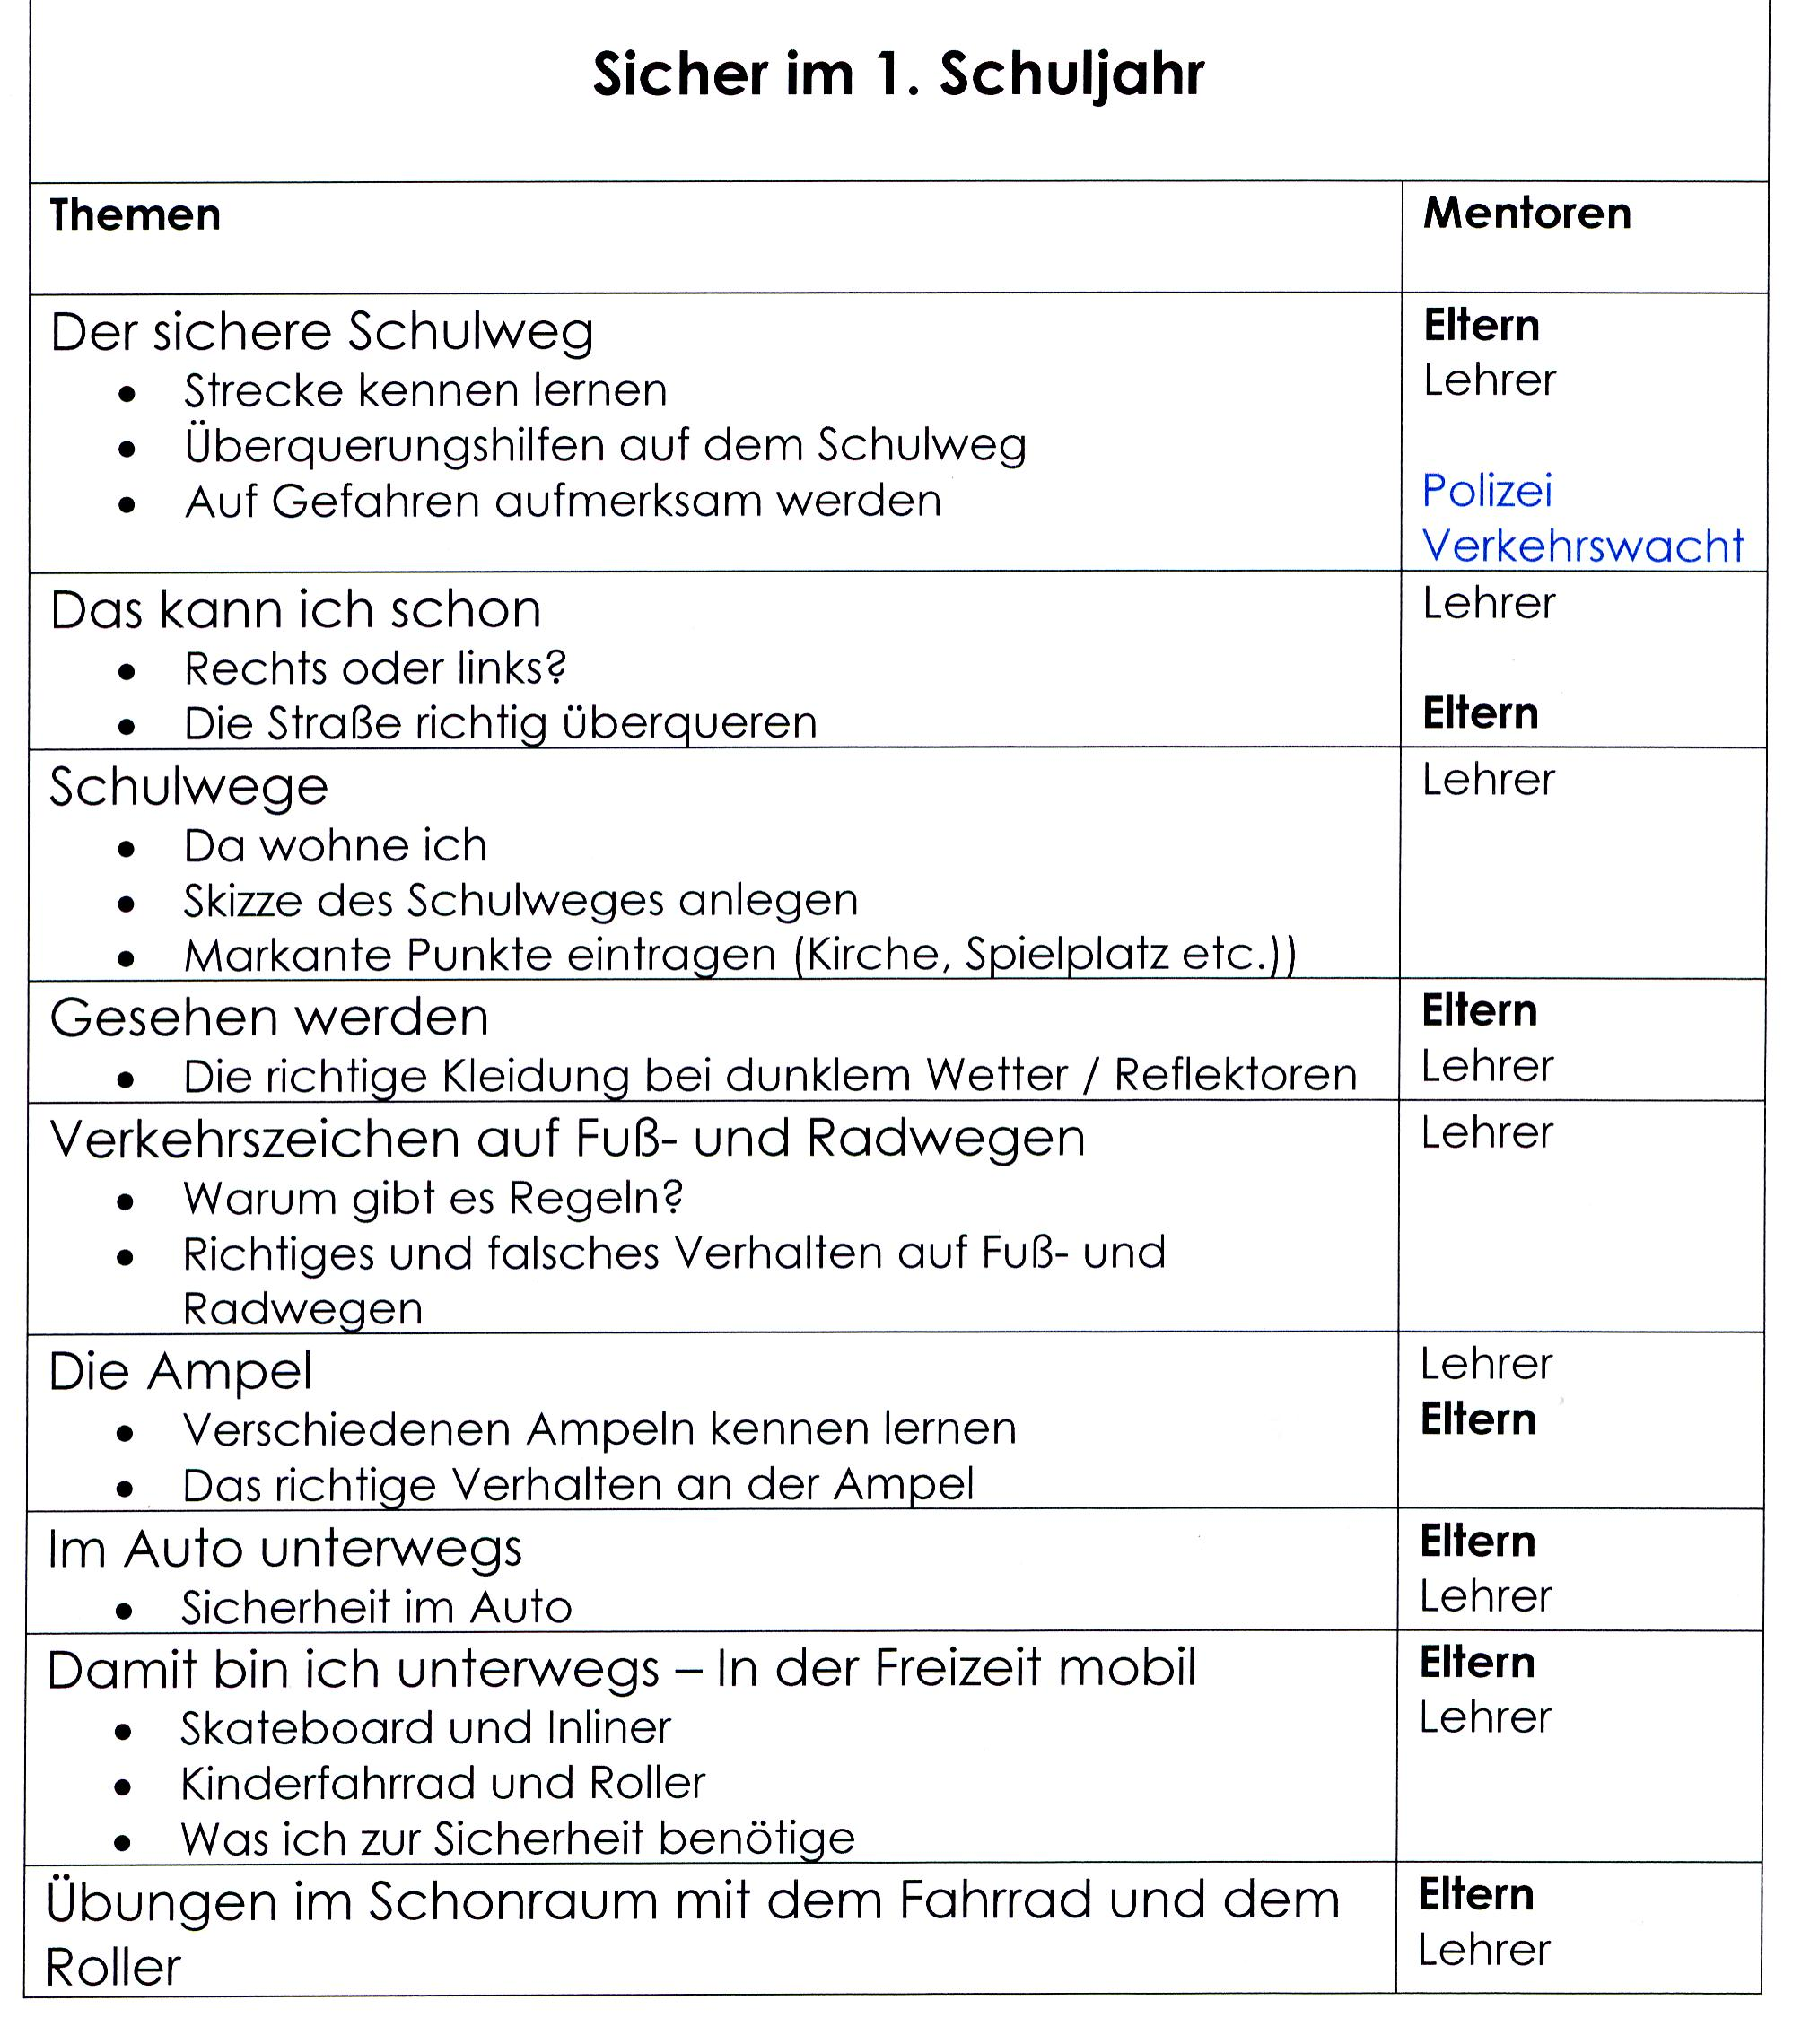 Sicher im 1. Schuljahr
Themen
Mentoren
Der sichere Schulweg
• Strecke kennen lernen
• Überquerungshilfen auf dem Schulweg
• Auf Gefahren aufmerksam werden
Eltern
Lehrer
Polizei
Verkehrswacht
Das kann ich schon
• Rechts oder links?
• Die Straße richtig überqueren
Lehrer
Eltern
Schulwege
• Da wohne ich
• Skizze des Schulweges anlegen
• Markante Punkte eintragen (Kirche, Spielplatz etc.))
Lehrer
Gesehen werden
• Die richtige Kleidung bei dunklem Wetter / Reflektoren
Eltern
Lehrer
Verkehrszeichen auf Fuß- und Radwegen
• Warum gibt es Regeln?
• Richtiges und falsches Verhalten auf Fuß- und
Radwegen
Lehrer
Die Ampel
• Verschiedenen Ampeln kennen lernen
• Das richtige Verhalten an der Ampel
Lehrer
Eltern
Im Auto unterwegs
• Sicherheit im Auto
Eltern
Lehrer
Damit bin ich unterwegs – In der Freizeit mobil
• Skateboard und Inliner
• Kinderfahrrad und Roller
• Was ich zur Sicherheit benötige
Eltern
Lehrer
Übungen im Schonraum mit dem Fahrrad und dem
Roller
Eltern
Lehrer